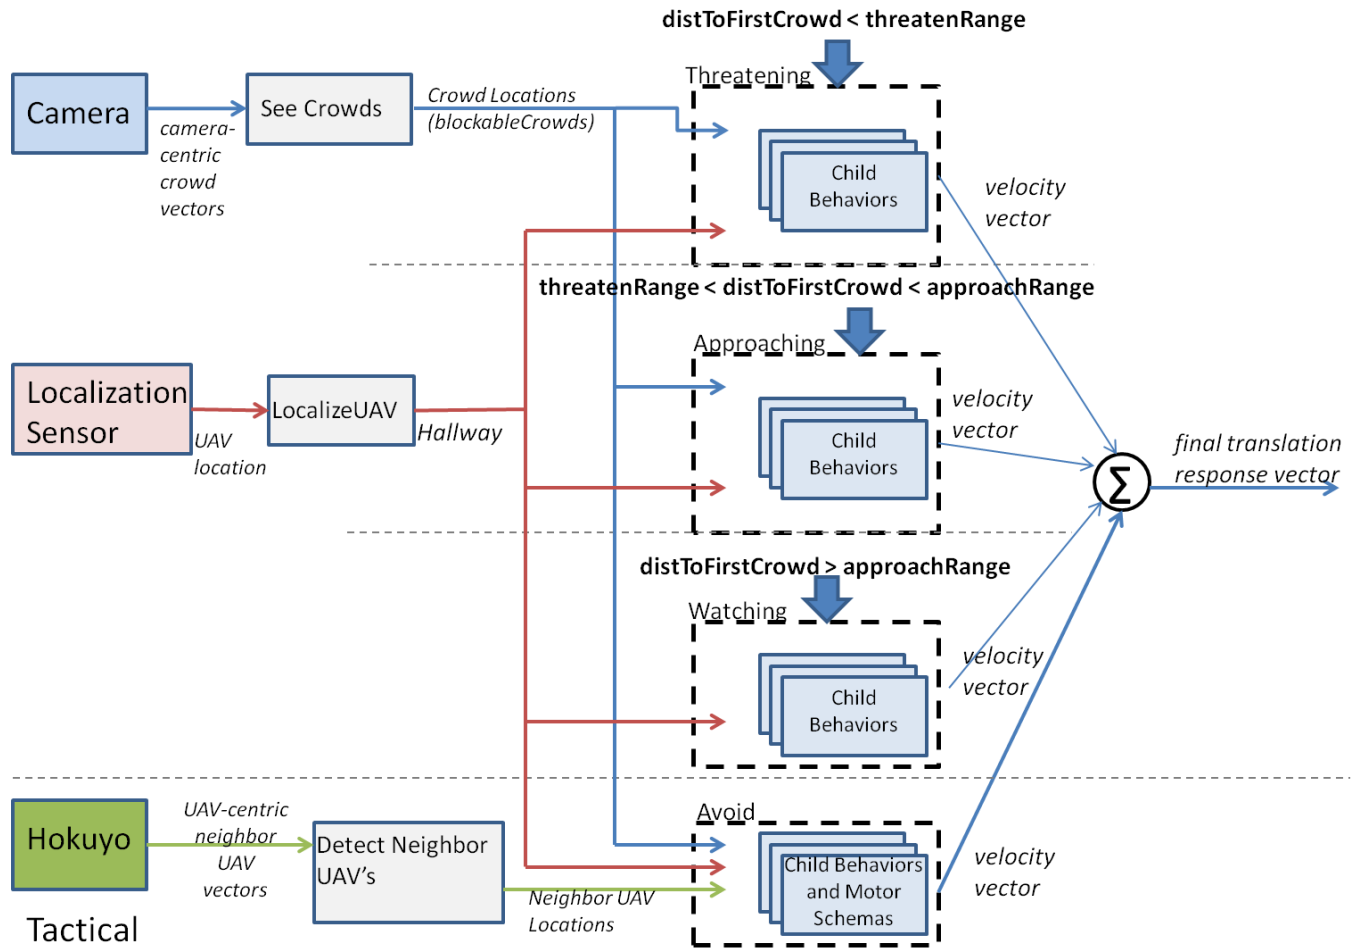 distToFirstCrowd < threatenRange
Threatening
Camera
See Crowds
Crowd Locations
(blockableCrowds)
camera-
centric
crowd
vectors
Child
Behaviors
velocity
vector
threatenRange < distToFirstCrowd < approachRange
Approaching
Localization
Sensor
LocalizeUAV
UAV
location
Hallway
Child
Behaviors
velocity
vector
Σ
final translation
response vector
distToFirstCrowd > approachRange
Watching
Child
Behaviors
velocity
vector
Avoid
Hokuyo
UAV-centric
neighbor
UAV
vectors
Detect Neighbor
UAV's
Neighbor UAV
Locations
Child Behaviors
and Motor
Schemas
velocity
vector
Tactical